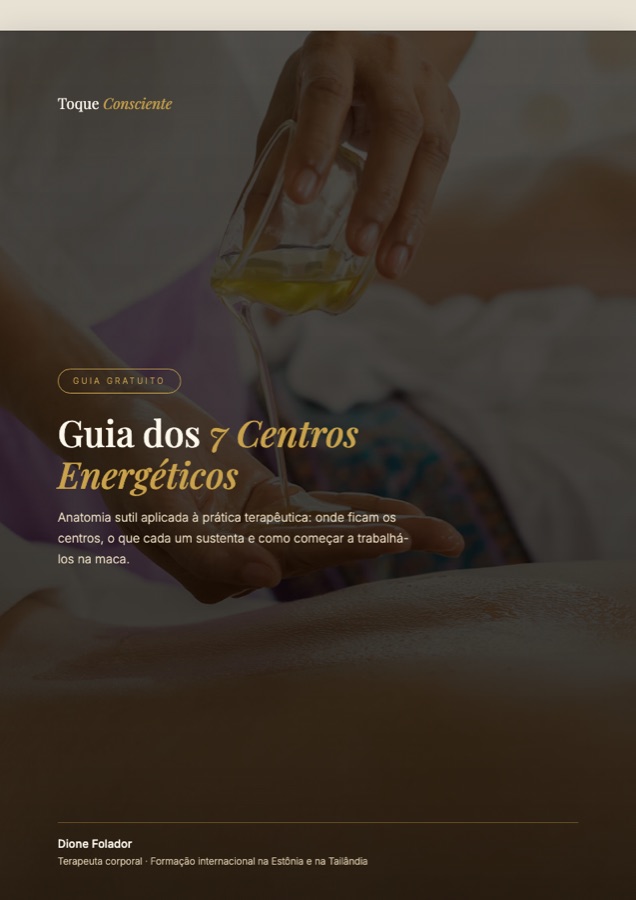 Toque Consciente
GUIA GRATUITO
Guia dos 7 Centros
Energéticos
Anatomia sutil aplicada à prática terapêutica: onde ficam os
centros, o que cada um sustenta e como começar a trabalhá-
los na maca.
Dione Folador
Terapeuta corporal · Formação internacional na Estônia e na Tailândia